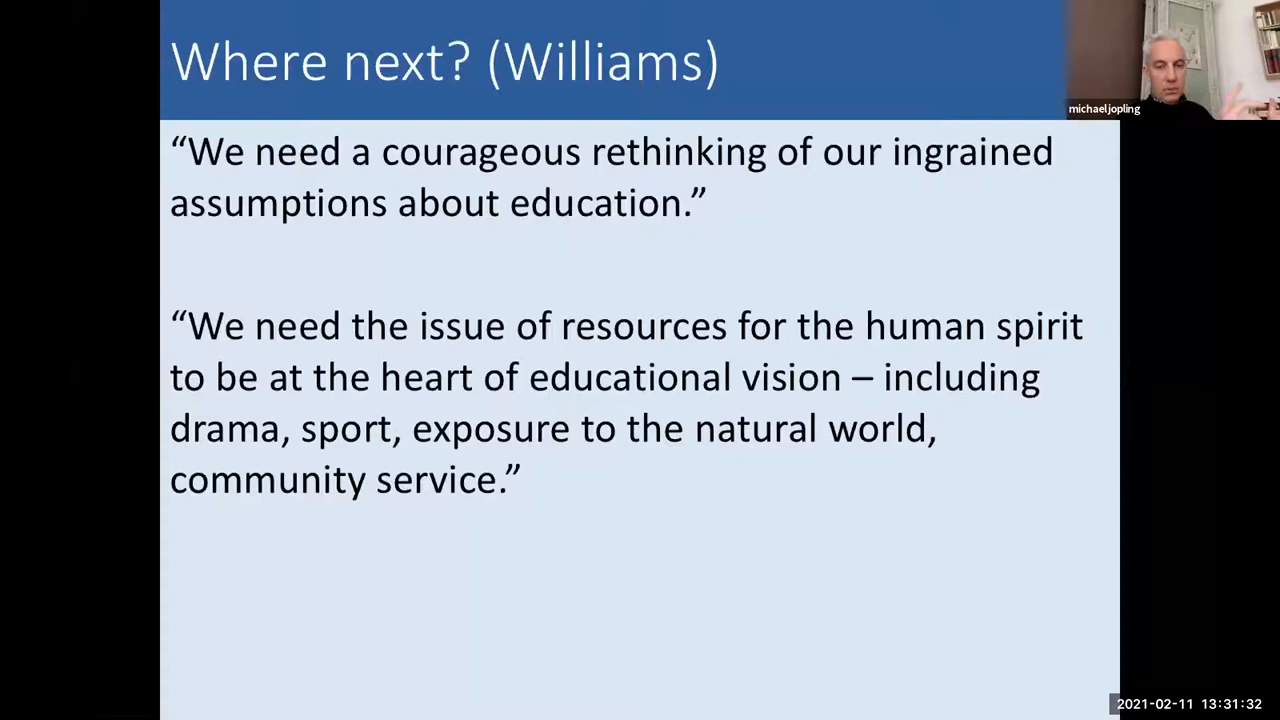 Where next? (Williams)
michael jopling
“We need a courageous rethinking of our ingrained
assumptions about education.”
“We need the issue of resources for the human spirit
to be at the heart of educational vision – including
drama, sport, exposure to the natural world,
community service.”
2021-02-11 13:31:32